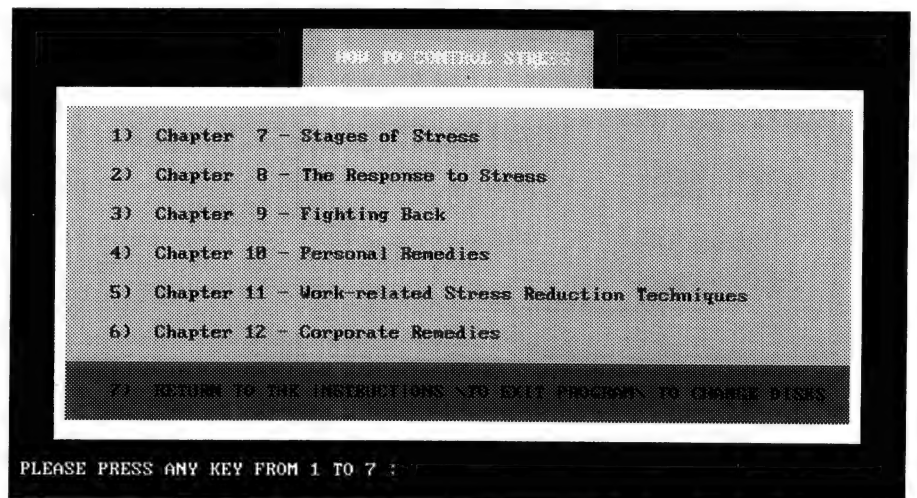 HOW TO CONTROL STRESS
1) Chapter 7 - Stages of Stress
2) Chapter 8 - The Response to Stress
3) Chapter 9 - Fighting Back
4) Chapter 10 - Personal Remedies
5) Chapter 11 - Work-related Stress Reduction Techniques
6) Chapter 12 - Corporate Remedies
7) RETURN TO THE INSTRUCTIONS \TO EXIT PROGRAM\ TO CHANGE DISKS
PLEASE PRESS ANY KEY FROM 1 TO 7 :